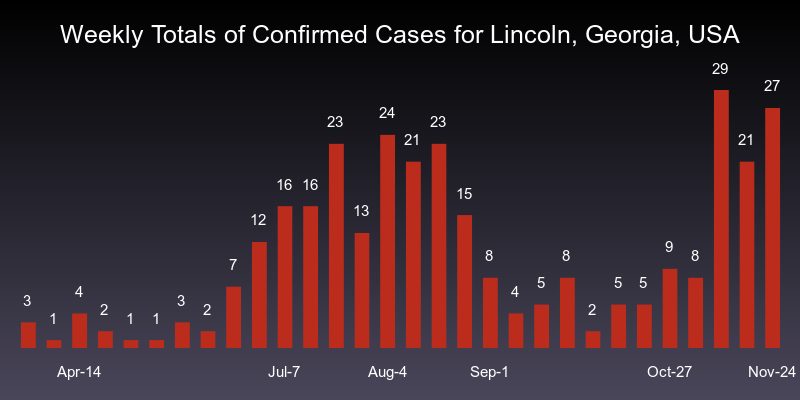 Weekly Totals of Confirmed Cases for Lincoln, Georgia, USA
3 1 4 2 1 1 3 2 7 12 16 16 23 13 24 21 23 15 8 4 5 8 2 5 5 9 8 29 21 27
Apr-14 Jul-7 Aug-4 Sep-1 Oct-27 Nov-24